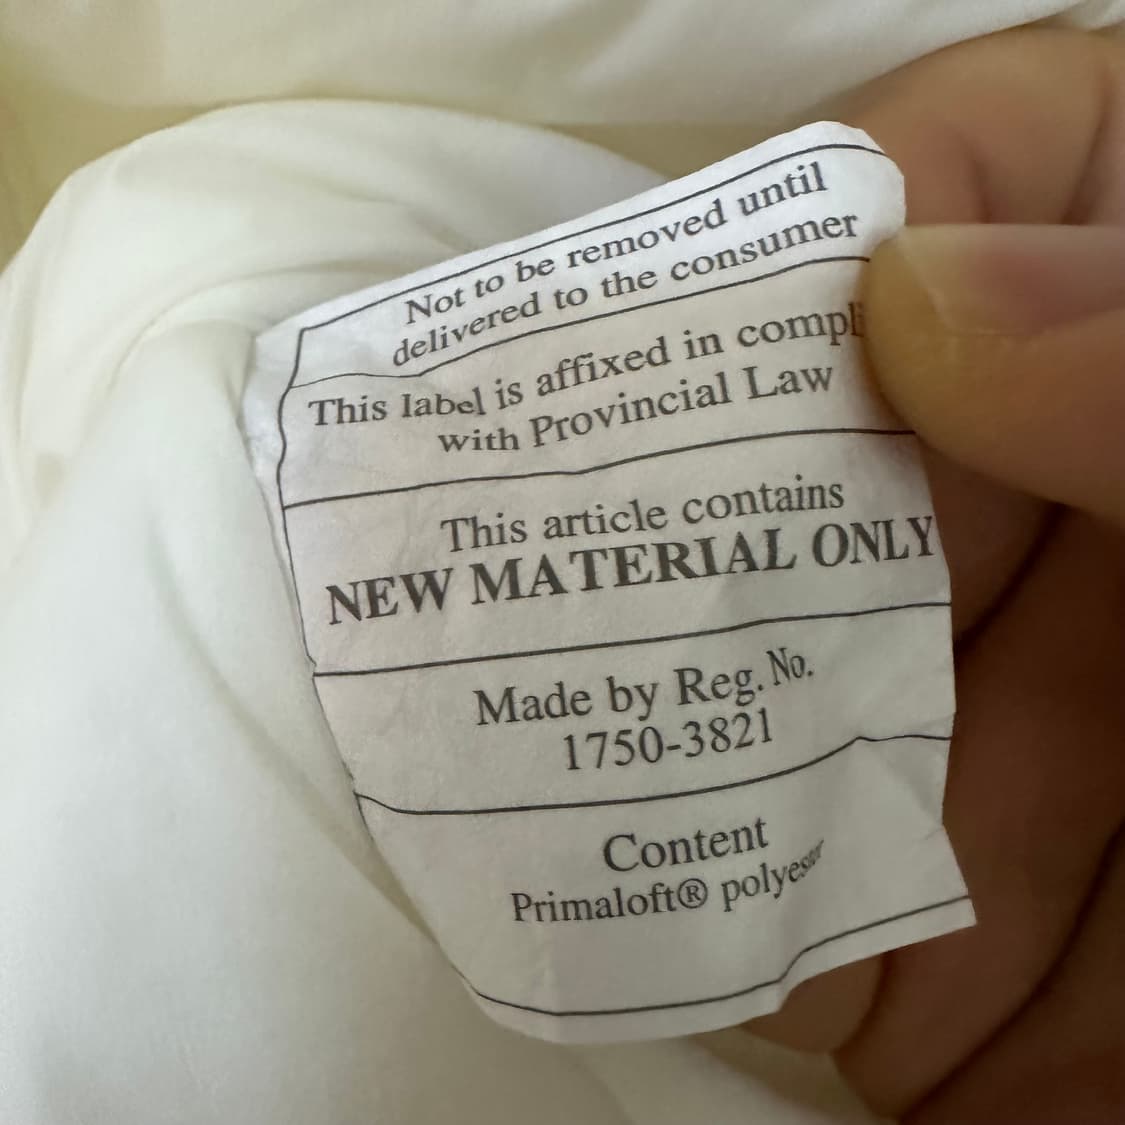 Not to be removed until
delivered to the consumer
This label is affixed in compli
with Provincial Law
This article contains
NEW MATERIAL ONLY
Made by Reg. No.
1750-3821
Content
Primaloft® polyester